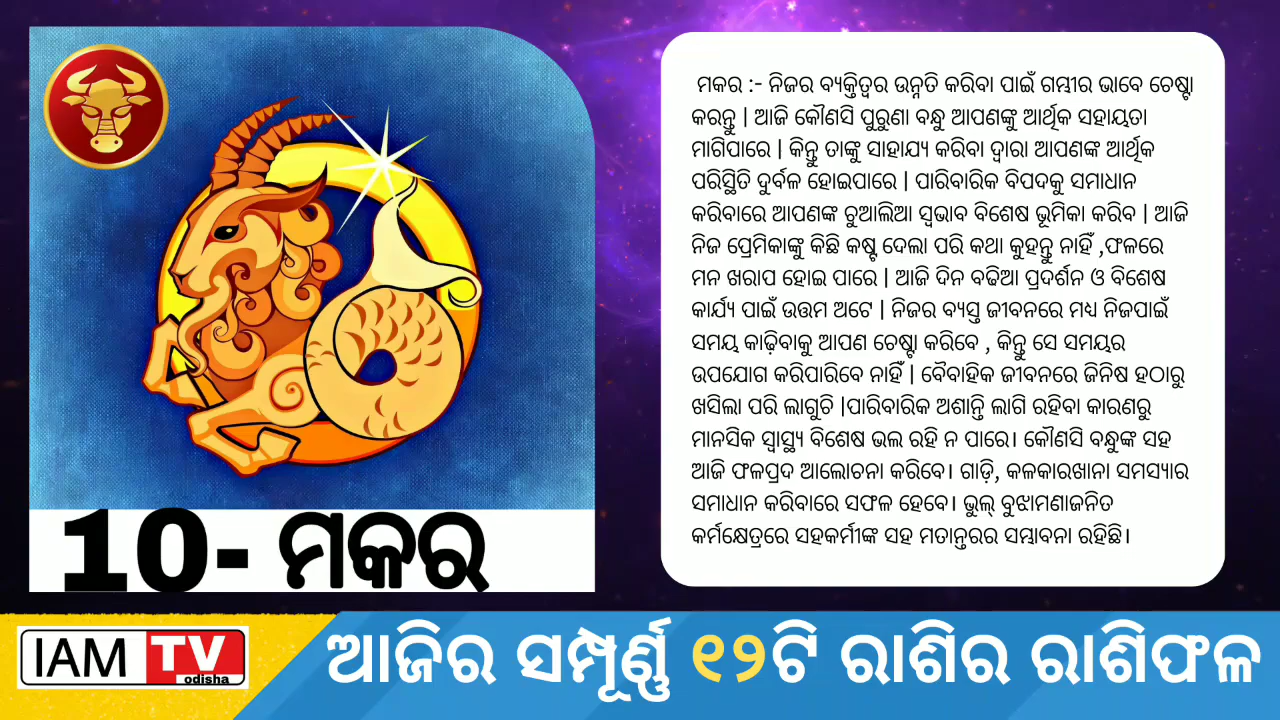 ମକର :- ନିଜର ବ୍ୟକ୍ତିତ୍ୱର ଉନ୍ନତି କରିବା ପାଇଁ ଗମ୍ଭୀର ଭାବେ ଚେଷ୍ଟା
କରନ୍ତୁ | ଆଜି କୌଣସି ପୁରୁଣା ବନ୍ଧୁ ଆପଣଙ୍କୁ ଆର୍ଥିକ ସହାୟତା
ମାଗିପାରେ | କିନ୍ତୁ ତାଙ୍କୁ ସାହାଯ୍ୟ କରିବା ଦ୍ୱାରା ଆପଣଙ୍କ ଆର୍ଥିକ
ପରିସ୍ଥିତି ଦୁର୍ବଳ ହୋଇପାରେ | ପାରିବାରିକ ବିପଦକୁ ସମାଧାନ
କରିବାରେ ଆପଣଙ୍କ ଚୁଆଲିଆ ସ୍ୱଭାବ ବିଶେଷ ଭୂମିକା କରିବ | ଆଜି
ନିଜ ପ୍ରେମିକାଙ୍କୁ କିଛି କଷ୍ଟ ଦେଲା ପରି କଥା କୁହନ୍ତୁ ନାହିଁ ,ଫଳରେ
ମନ ଖରାପ ହୋଇ ପାରେ | ଆଜି ଦିନ ବଢିଆ ପ୍ରଦର୍ଶନ ଓ ବିଶେଷ
କାର୍ଯ୍ୟ ପାଇଁ ଉତ୍ତମ ଅଟେ | ନିଜର ବ୍ୟସ୍ତ ଜୀବନରେ ମଧ୍ୟ ନିଜପାଇଁ
ସମୟ କାଢ଼ିବାକୁ ଆପଣ ଚେଷ୍ଟା କରିବେ , କିନ୍ତୁ ସେ ସମୟର
ଉପଯୋଗ କରିପାରିବେ ନାହିଁ | ବୈବାହିକ ଜୀବନରେ ଜିନିଷ ହଠାରୁ
ଖସିଲା ପରି ଲାଗୁଚି |ପାରିବାରିକ ଅଶାନ୍ତି ଲାଗି ରହିବା କାରଣରୁ
ମାନସିକ ସ୍ୱାସ୍ଥ୍ୟ ବିଶେଷ ଭଲ ରହି ନ ପାରେ। କୌଣସି ବନ୍ଧୁଙ୍କ ସହ
ଆଜି ଫଳପ୍ରଦ ଆଲୋଚନା କରିବେ। ଗାଡ଼ି, କଳକାରଖାନା ସମସ୍ୟାର
ସମାଧାନ କରିବାରେ ସଫଳ ହେବେ। ଭୁଲ୍ ବୁଝାମଣାଜନିତ
କର୍ମକ୍ଷେତ୍ରରେ ସହକର୍ମୀଙ୍କ ସହ ମତାନ୍ତରର ସମ୍ଭାବନା ରହିଛି।
10- ମକର
IAM TV
odisha
ଆଜିର ସମ୍ପୂର୍ଣ୍ଣ ୧୨ଟି ରାଶିର ରାଶିଫଳ